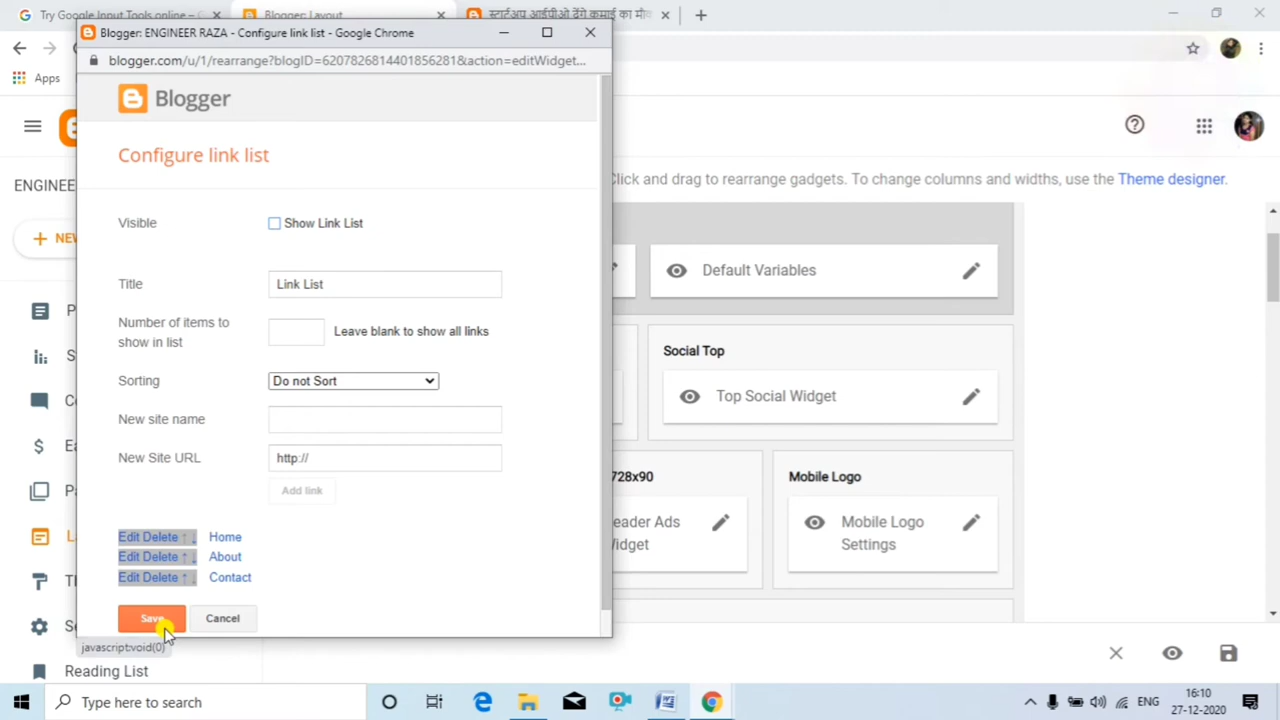 Try Google Input Tools online –
Blogger: Layout
स्टार्टअप आईपीओ देंगे कमाई का मौ
Blogger: ENGINEER RAZA - Configure link list - Google Chrome
blogger.com/u/1/rearrange?blogID=6207826814401856281&action=editWidget...
Apps
Blogger
Configure link list
ENGINEE
Click and drag to rearrange gadgets. To change columns and widths, use the Theme designer.
Visible
Show Link List
NEW
Default Variables
Title
Link List
Number of items to
show in list
Leave blank to show all links
Social Top
Sorting
Do not Sort
Top Social Widget
New site name
New Site URL
http://
728x90
Mobile Logo
Add link
eader Ads
Widget
Mobile Logo
Settings
Edit Delete ↑ ↓ Home
Edit Delete ↑ ↓ About
Edit Delete ↑ ↓ Contact
Save
Cancel
javascript:void(0)
Reading List
Type here to search
ENG
16:10
27-12-2020